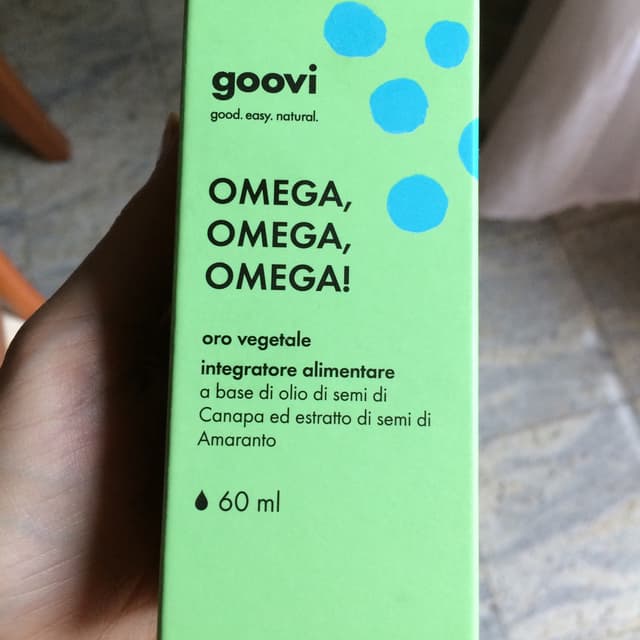 goovi
good. easy. natural.
OMEGA,
OMEGA,
OMEGA!
oro vegetale
integratore alimentare
a base di olio di semi di
Canapa ed estratto di semi di
Amaranto
60 ml